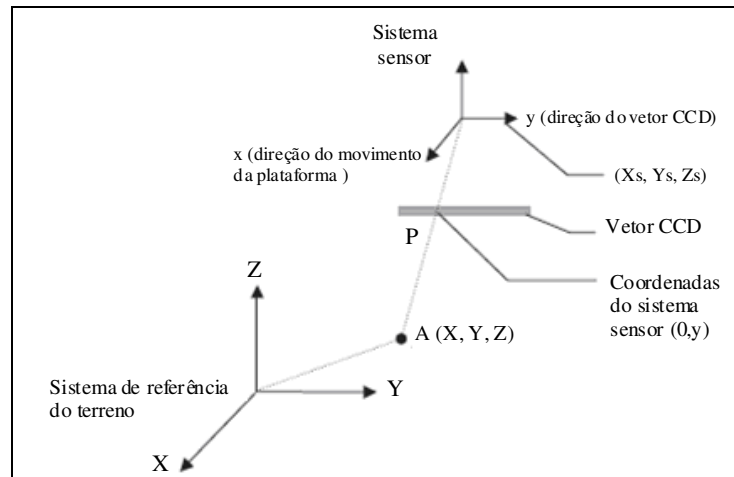 Sistema
sensor
y (direção do vetor CCD)
x (direção do movimento
da plataforma )
(Xs, Ys, Zs)
Vetor CCD
P
Z
Coordenadas
do sistema
sensor (0,y)
A (X, Y, Z)
Sistema de referência
do terreno
Y
X